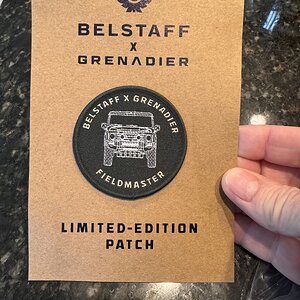 BELSTAFF
X
GRENADIER
BELSTAFF X GRENADIER
FIELDMASTER
LIMITED-EDITION
PATCH